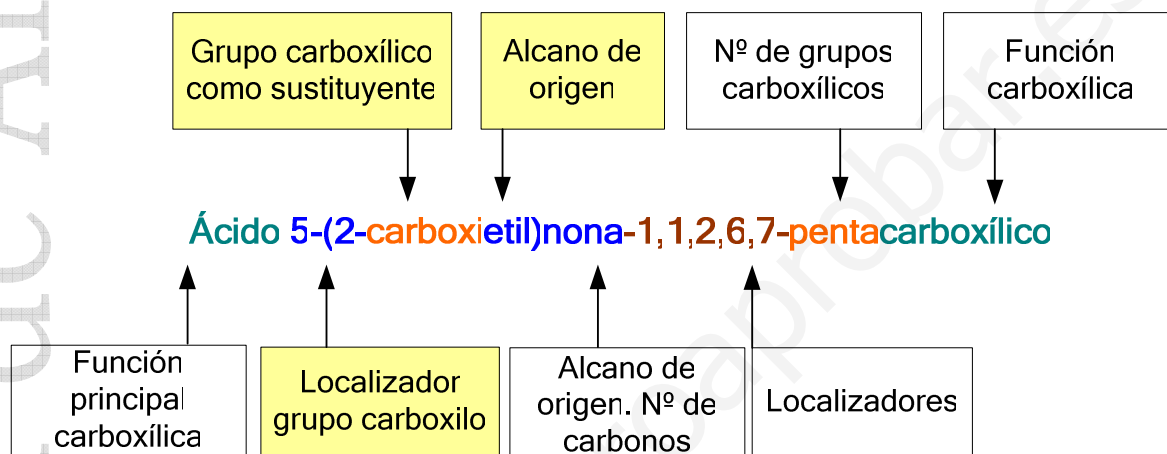 Grupo carboxílico
como sustituyente
Alcano de
origen
Nº de grupos
carboxílicos
Función
carboxílica
Ácido 5-(2-carboxietil)nona-1,1,2,6,7-pentacarboxílico
Función
principal
carboxílica
Localizador
grupo carboxilo
Alcano de
origen. Nº de
carbonos
Localizadores